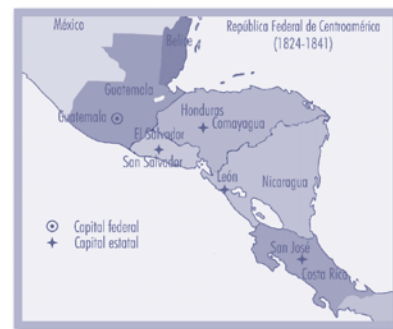 México
República Federal de Centroamérica
(1824-1841)
Belice
Guatemala
Guatemala
Honduras
Comayagua
El Salvador
San Salvador
León
Nicaragua
Capital federal
Capital estatal
San José
Costa Rica